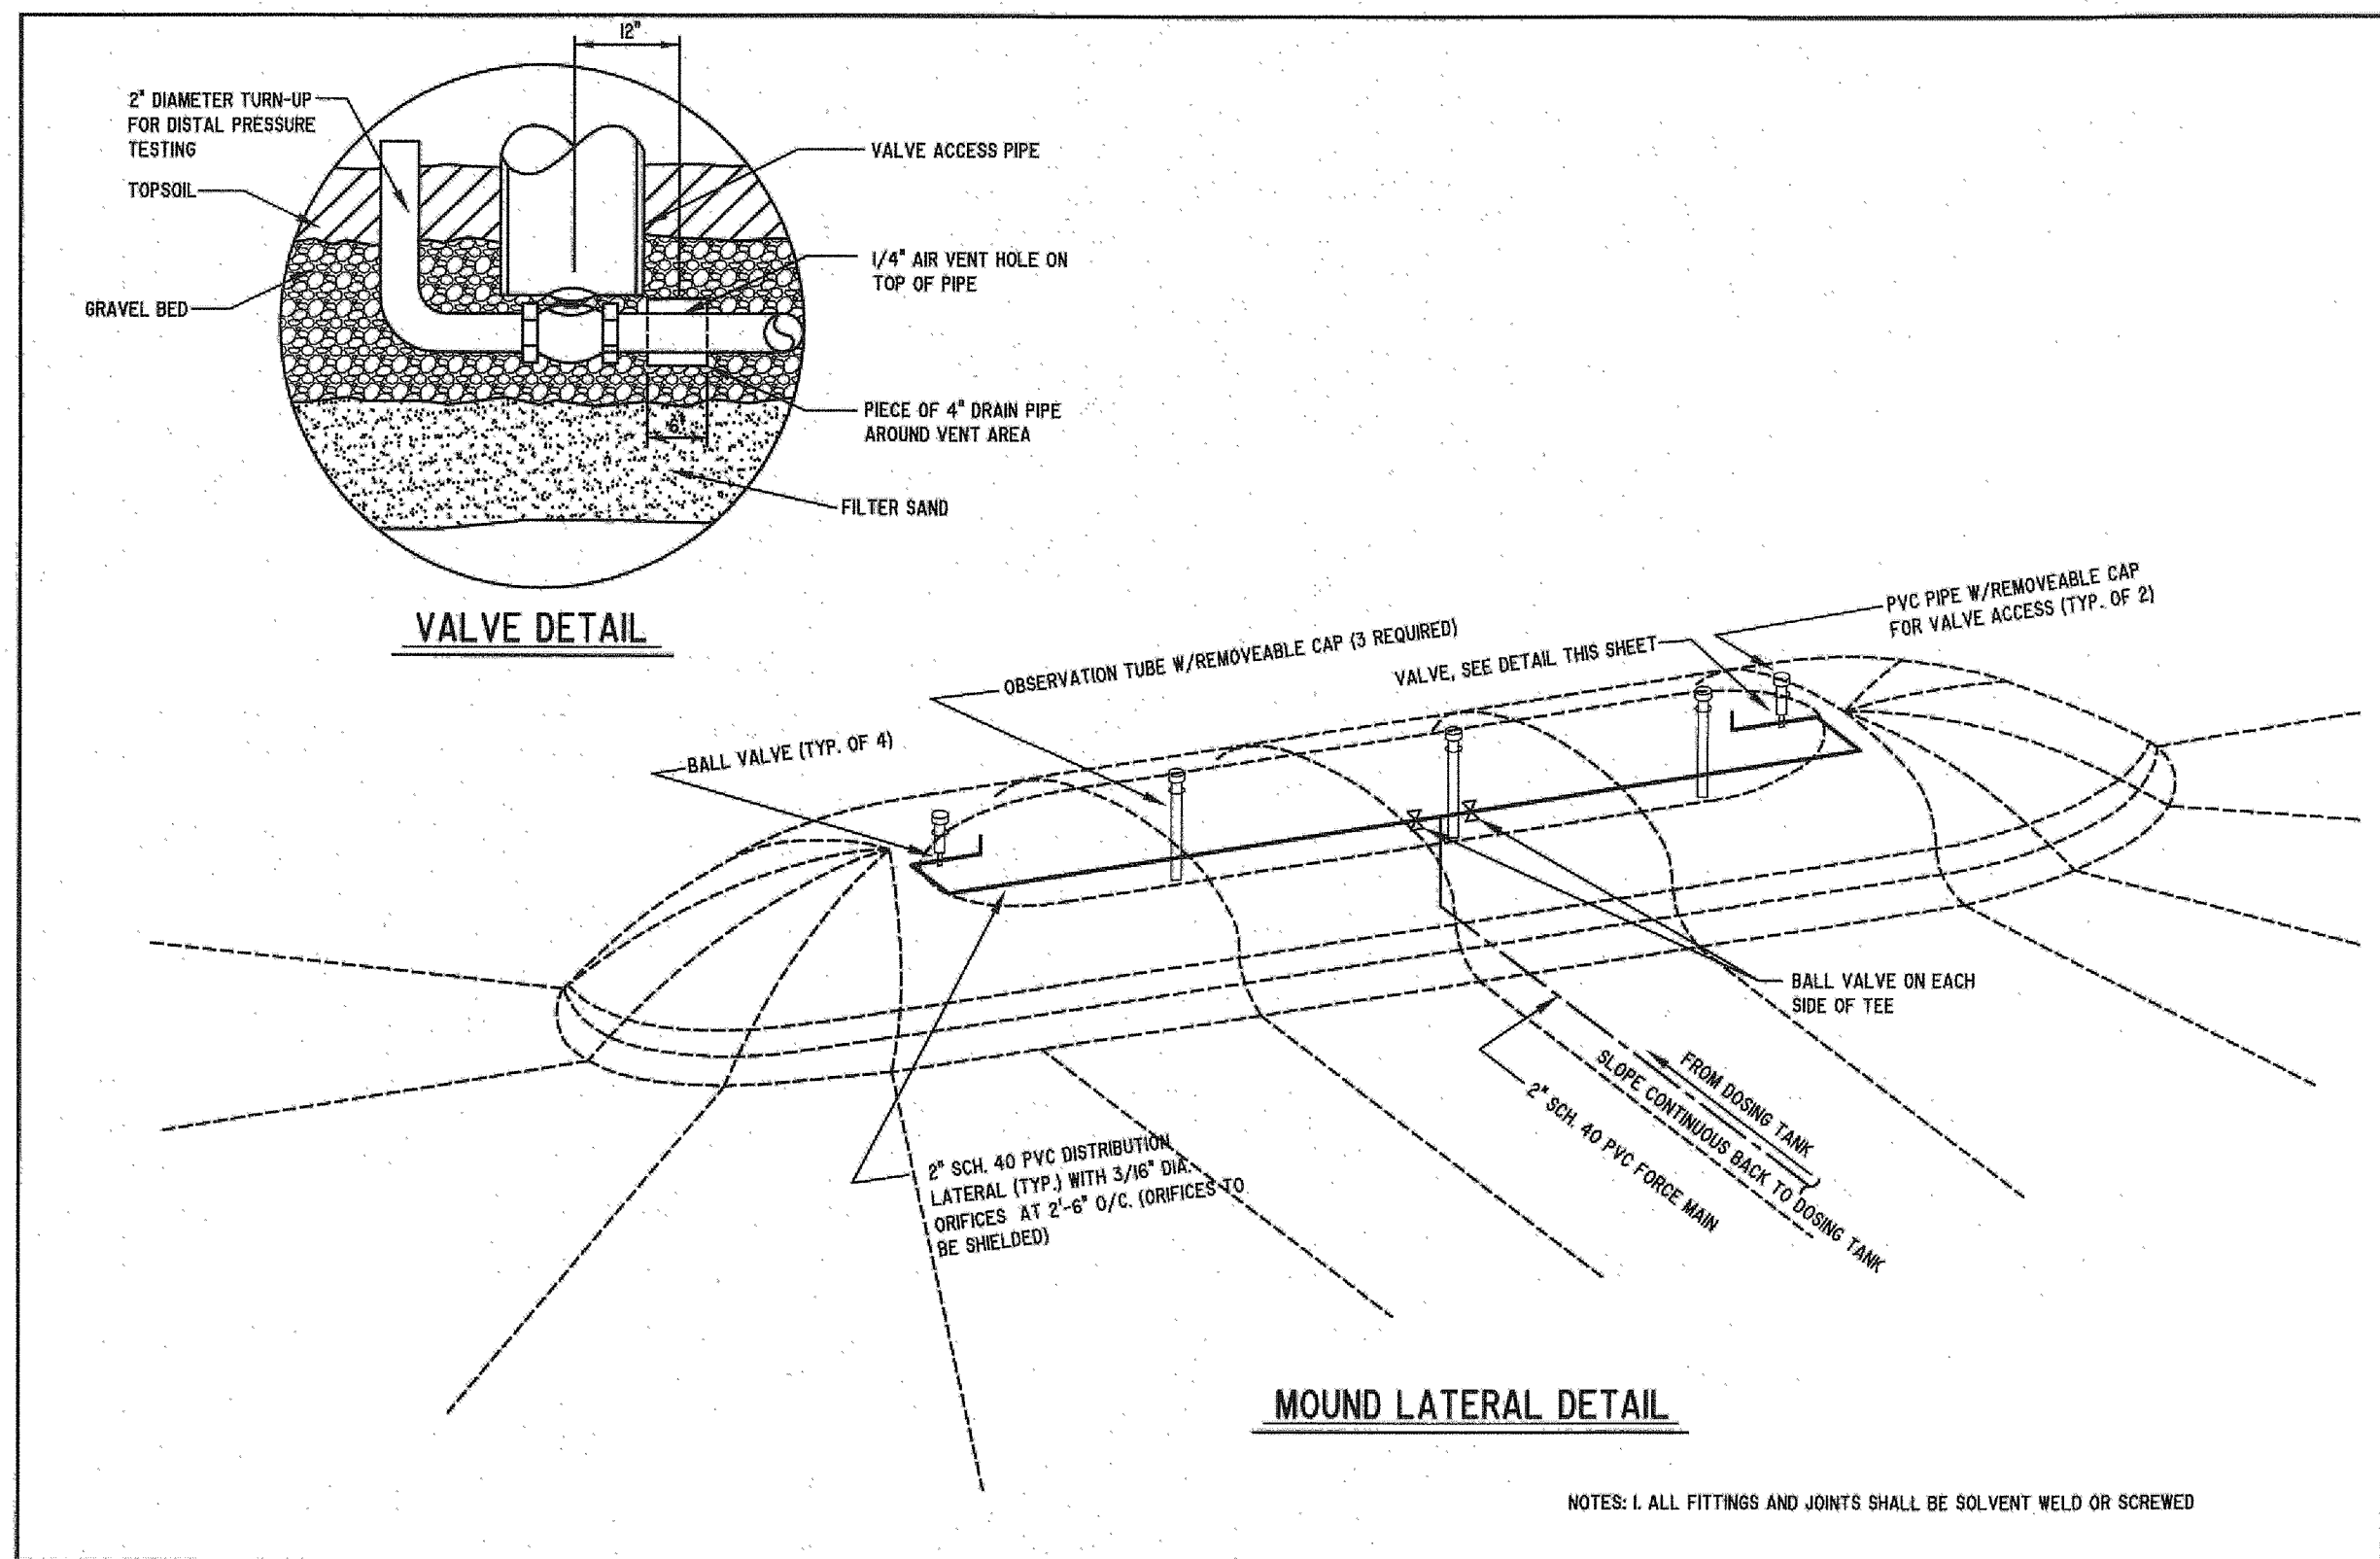 12"
2" DIAMETER TURN-UP
FOR DISTAL PRESSURE
TESTING
TOPSOIL
GRAVEL BED
VALVE ACCESS PIPE
1/4" AIR VENT HOLE ON
TOP OF PIPE
PIECE OF 4" DRAIN PIPE
AROUND VENT AREA
6"
FILTER SAND
VALVE DETAIL
PVC PIPE W/REMOVEABLE CAP
FOR VALVE ACCESS (TYP. OF 2)
OBSERVATION TUBE W/REMOVEABLE CAP (3 REQUIRED)
VALVE, SEE DETAIL THIS SHEET
BALL VALVE (TYP. OF 4)
BALL VALVE ON EACH
SIDE OF TEE
FROM DOSING TANK
SLOPE CONTINUOUS BACK TO DOSING TANK
2" SCH. 40 PVC FORCE MAIN
2" SCH. 40 PVC DISTRIBUTION
LATERAL (TYP.) WITH 3/16" DIA.
ORIFICES AT 2'-6" O/C. (ORIFICES TO
BE SHIELDED)
MOUND LATERAL DETAIL
NOTES: 1. ALL FITTINGS AND JOINTS SHALL BE SOLVENT WELD OR SCREWED